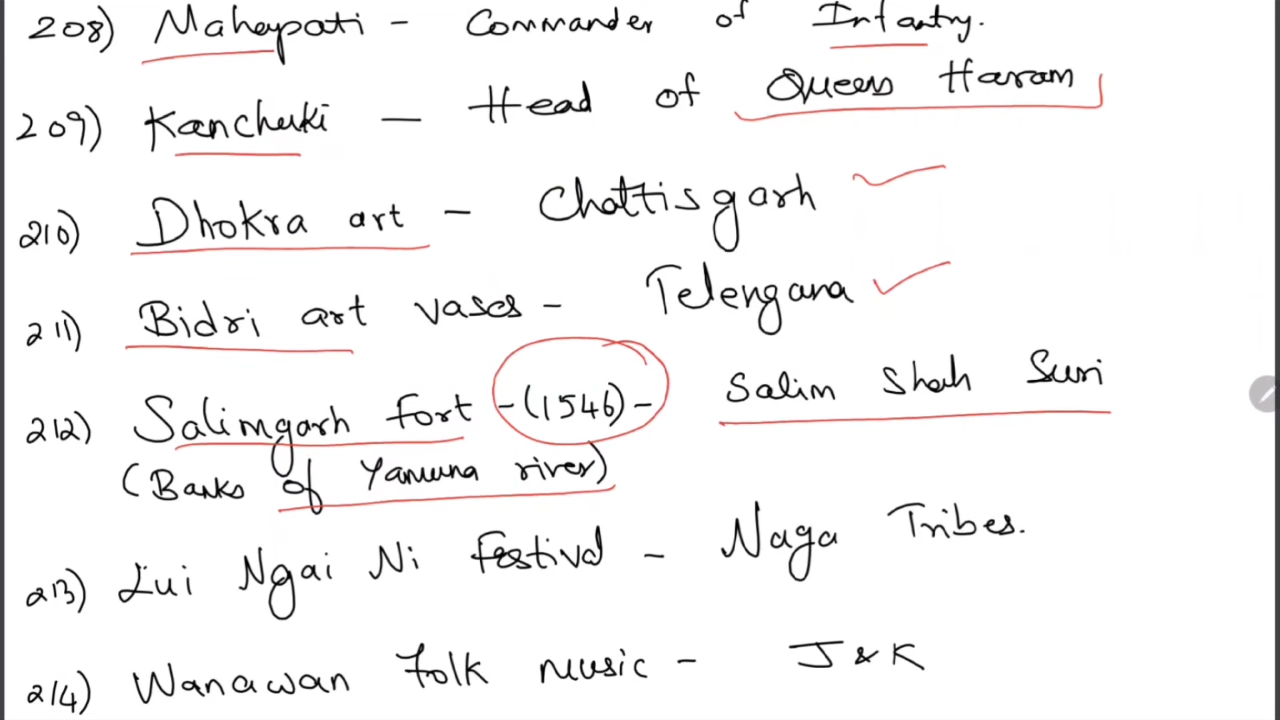 208) Mahapati - Commander of Infantry.
209) Kanchuki - Head of Queens Haram
210) Dhokra art - Chattisgarh
211) Bidri art vases - Telengana
212) Salimgarh fort -(1546)- Salim Shah Suri
(Banks of Yamuna river)
213) Lui Ngai Ni Festival - Naga Tribes.
214) Wanawan folk music - J & K